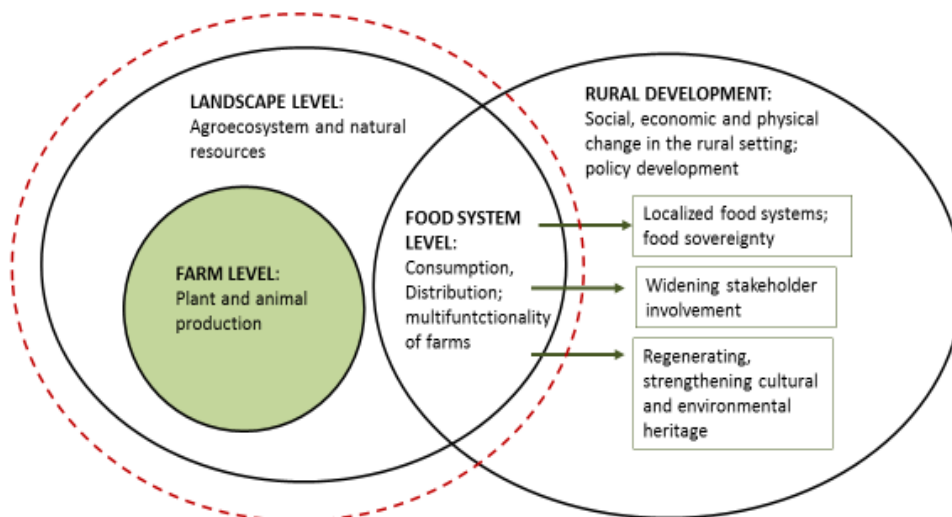 LANDSCAPE LEVEL:
Agroecosystem and natural
resources
FARM LEVEL:
Plant and animal
production
FOOD SYSTEM
LEVEL:
Consumption,
Distribution;
multifuntctionality
of farms
RURAL DEVELOPMENT:
Social, economic and physical
change in the rural setting;
policy development
Localized food systems;
food sovereignty
Widening stakeholder
involvement
Regenerating,
strengthening cultural
and environmental
heritage